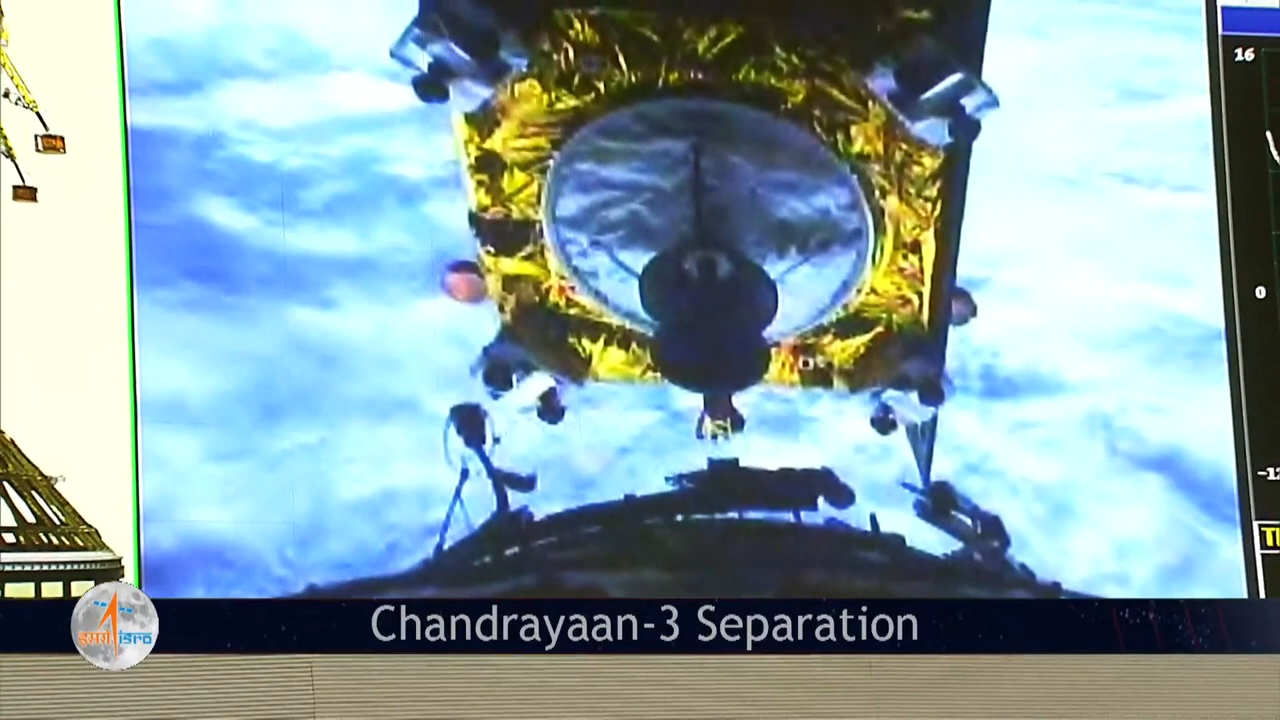 16
0
Chandrayaan-3 Separation
इसरो isro